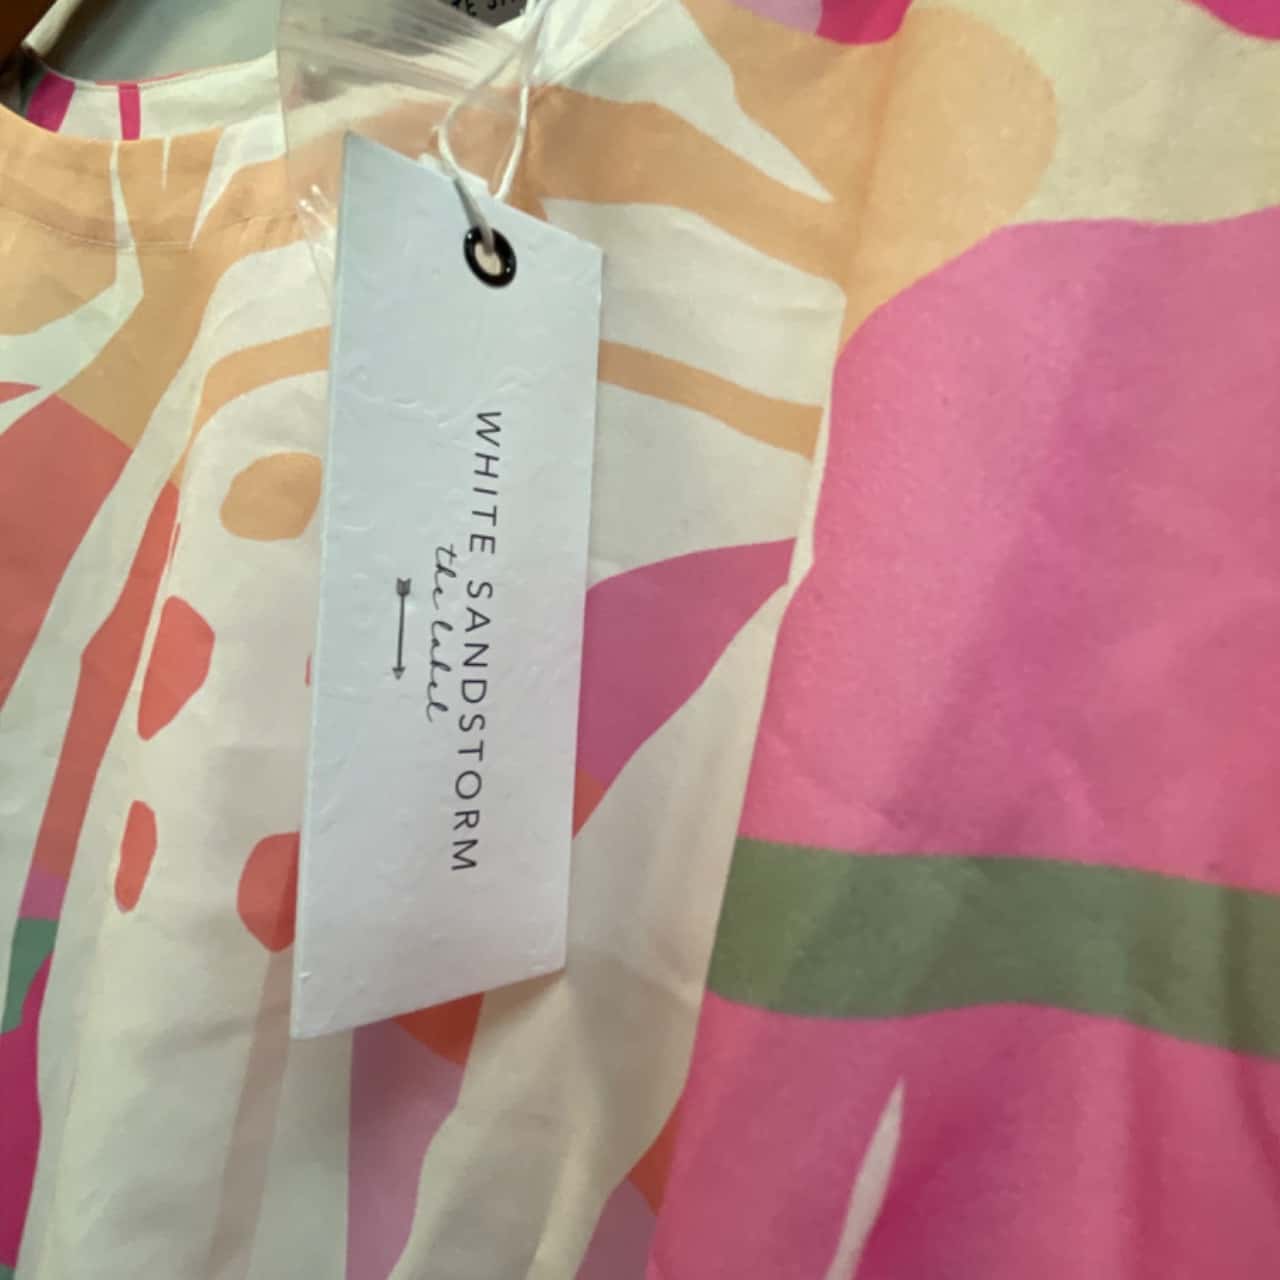 WHITE SANDSTORM
the label